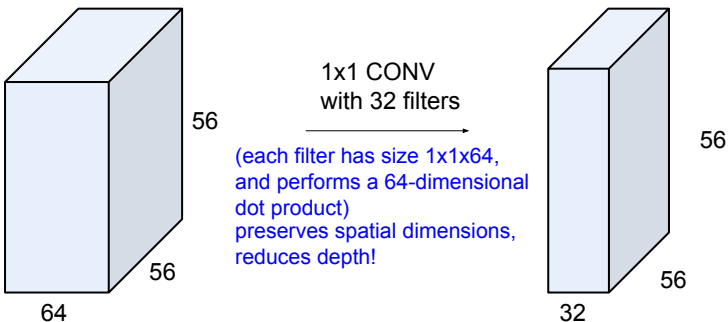 56
56
64
1x1 CONV
with 32 filters
(each filter has size 1x1x64,
and performs a 64-dimensional
dot product)
preserves spatial dimensions,
reduces depth!
56
56
32